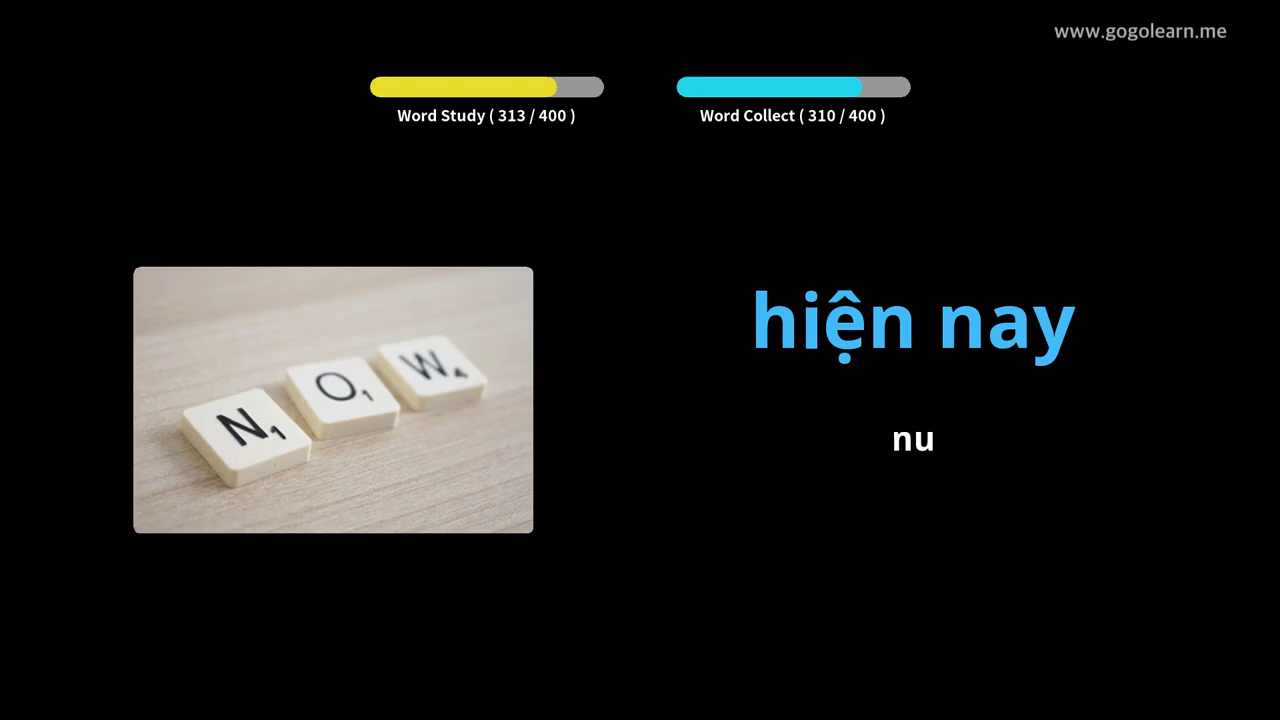 www.gogolearn.me
Word Study ( 313 / 400 )
Word Collect ( 310 / 400 )
hiện nay
nu
N1 O1 W4